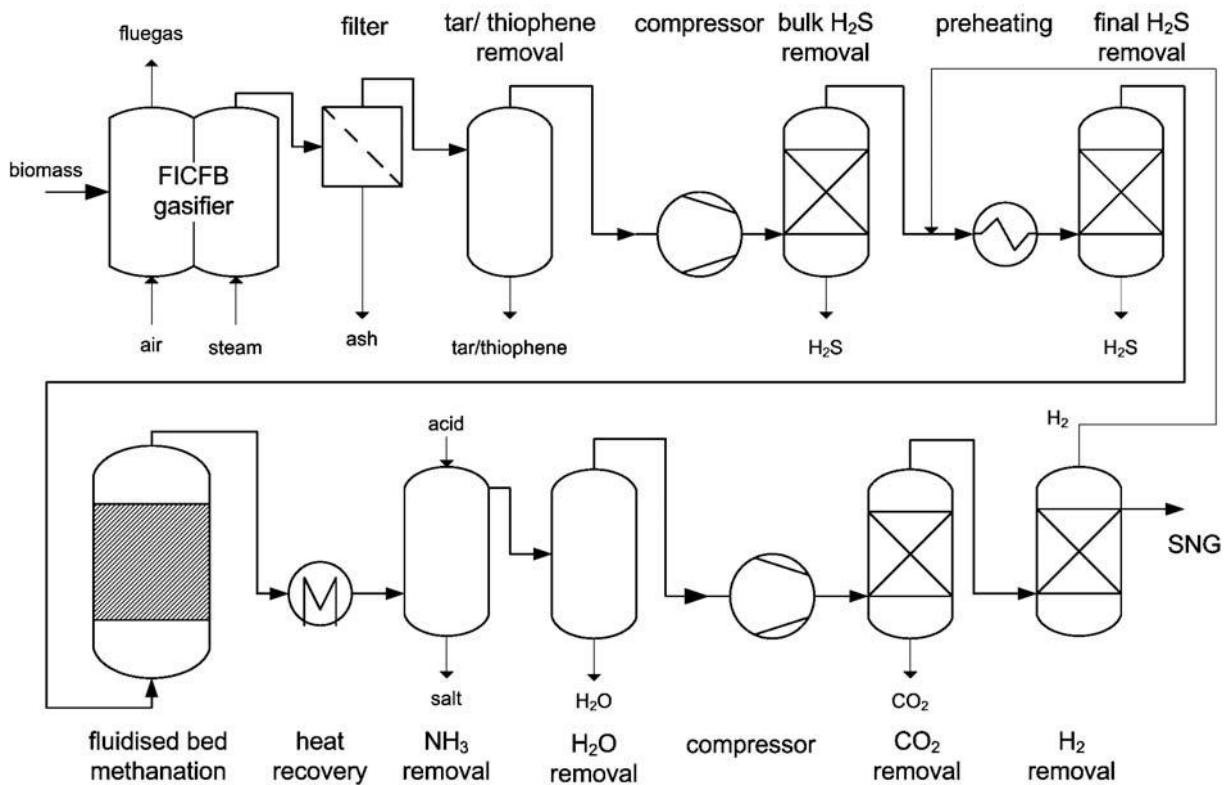 fluegas
filter
tar/ thiophene
removal
compressor
bulk H₂S
removal
preheating
final H₂S
removal
biomass
FICFB
gasifier
air
steam
ash
tar/thiophene
H₂S
H₂S
acid
H₂
SNG
salt
H₂O
CO₂
fluidised bed
methanation
heat
recovery
NH₃
removal
H₂O
removal
compressor
CO₂
removal
H₂
removal